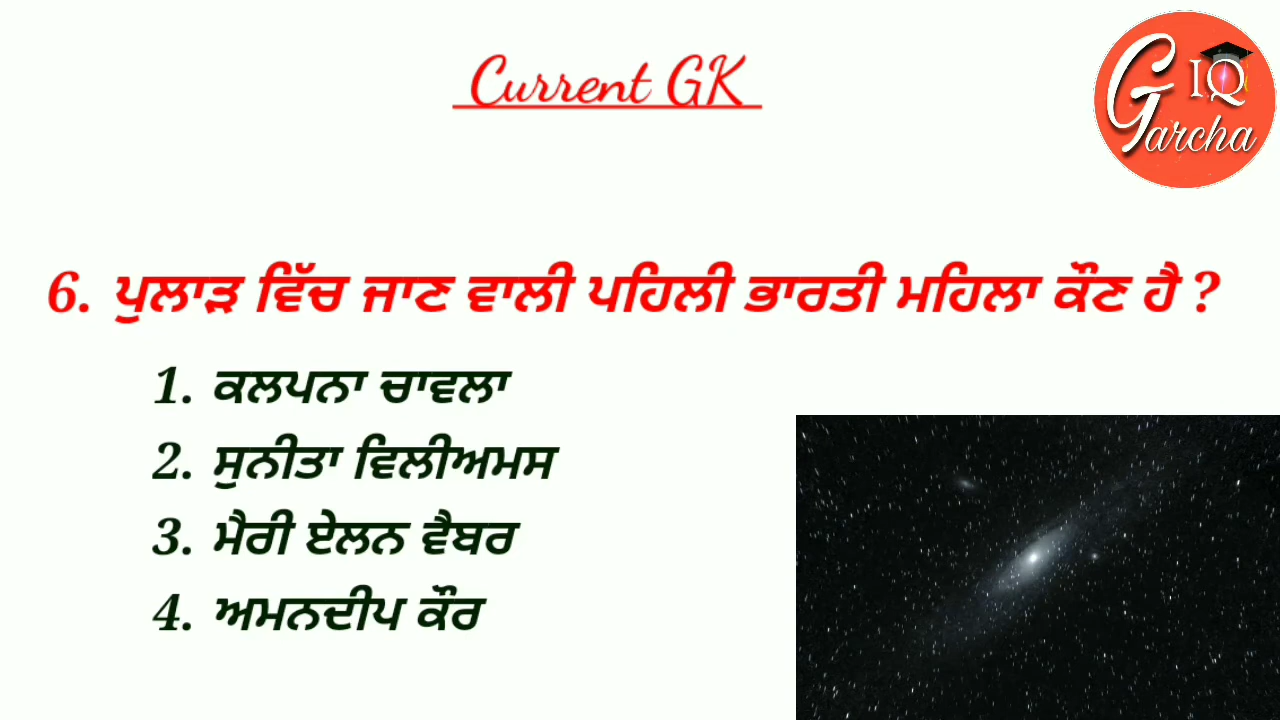 Current GK
G IQ
Garcha
6. ਪੁਲਾੜ ਵਿੱਚ ਜਾਣ ਵਾਲੀ ਪਹਿਲੀ ਭਾਰਤੀ ਮਹਿਲਾ ਕੌਣ ਹੈ ?
1. ਕਲਪਨਾ ਚਾਵਲਾ
2. ਸੁਨੀਤਾ ਵਿਲੀਅਮਸ
3. ਮੈਰੀ ਏਲਨ ਵੈਬਰ
4. ਅਮਨਦੀਪ ਕੌਰ